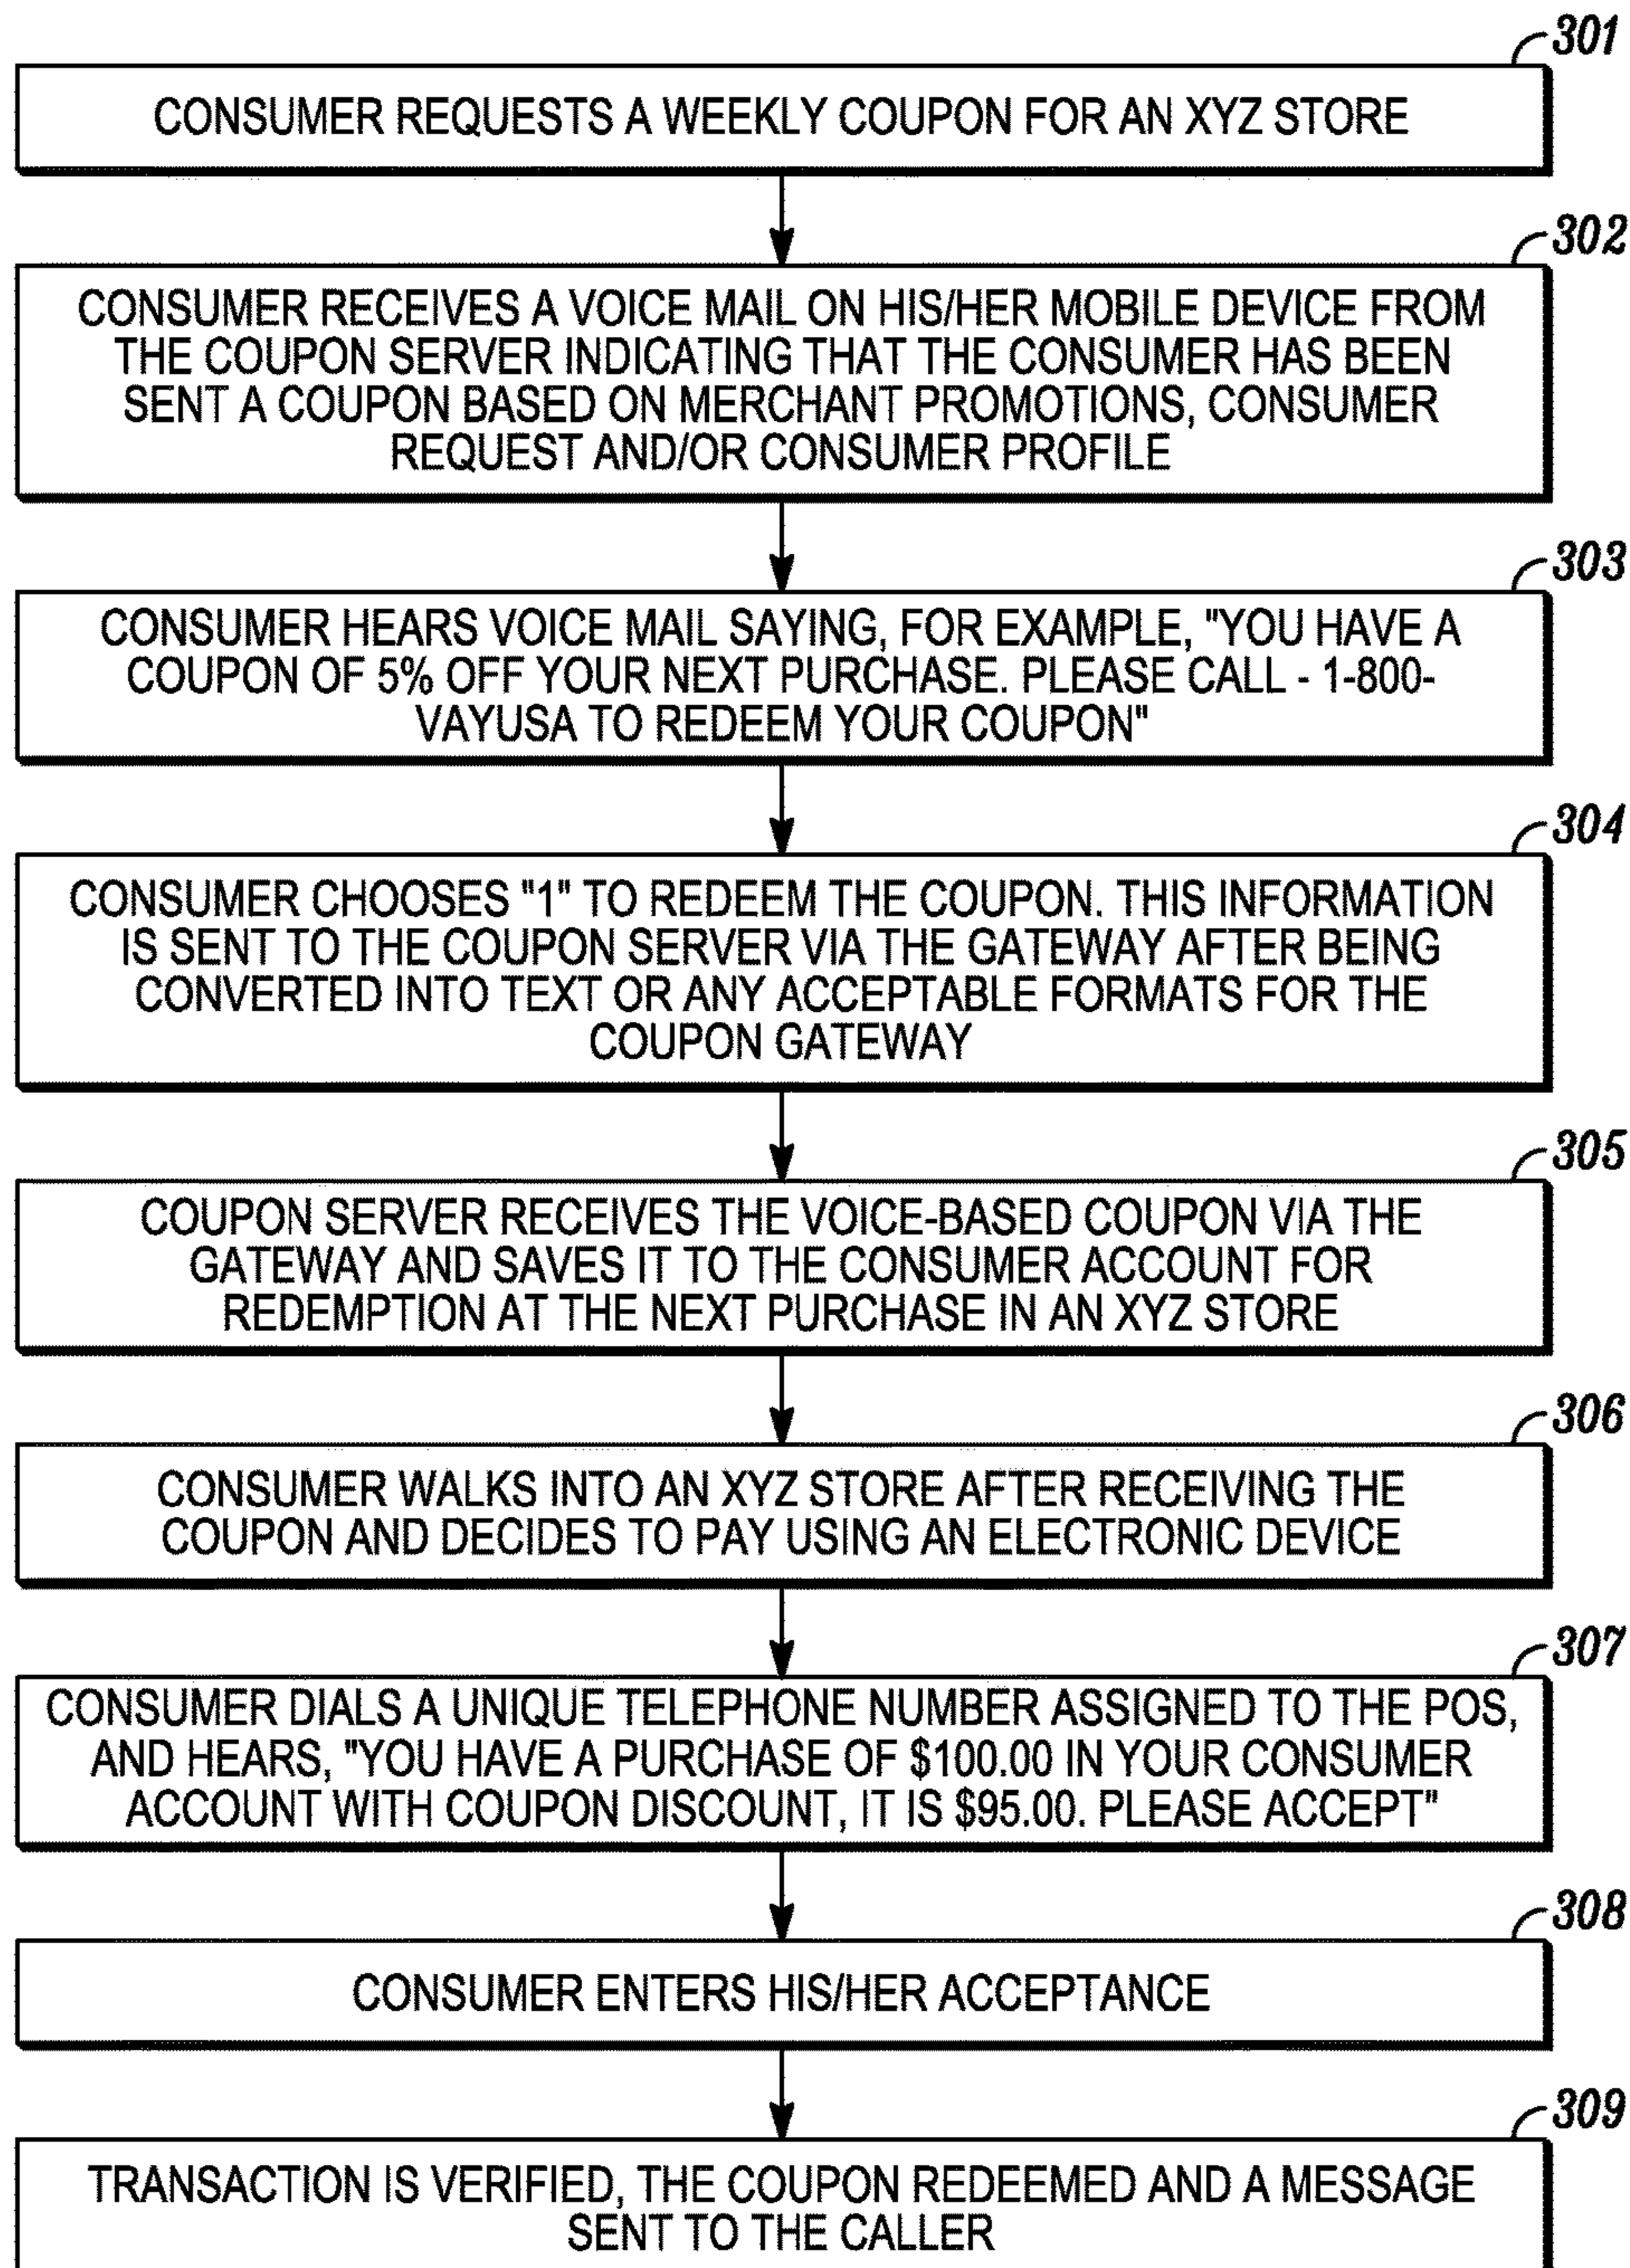 301
CONSUMER REQUESTS A WEEKLY COUPON FOR AN XYZ STORE
302
CONSUMER RECEIVES A VOICE MAIL ON HIS/HER MOBILE DEVICE FROM
THE COUPON SERVER INDICATING THAT THE CONSUMER HAS BEEN
SENT A COUPON BASED ON MERCHANT PROMOTIONS, CONSUMER
REQUEST AND/OR CONSUMER PROFILE
303
CONSUMER HEARS VOICE MAIL SAYING, FOR EXAMPLE, "YOU HAVE A
COUPON OF 5% OFF YOUR NEXT PURCHASE. PLEASE CALL - 1-800-
VAYUSA TO REDEEM YOUR COUPON"
304
CONSUMER CHOOSES "1" TO REDEEM THE COUPON. THIS INFORMATION
IS SENT TO THE COUPON SERVER VIA THE GATEWAY AFTER BEING
CONVERTED INTO TEXT OR ANY ACCEPTABLE FORMATS FOR THE
COUPON GATEWAY
305
COUPON SERVER RECEIVES THE VOICE-BASED COUPON VIA THE
GATEWAY AND SAVES IT TO THE CONSUMER ACCOUNT FOR
REDEMPTION AT THE NEXT PURCHASE IN AN XYZ STORE
306
CONSUMER WALKS INTO AN XYZ STORE AFTER RECEIVING THE
COUPON AND DECIDES TO PAY USING AN ELECTRONIC DEVICE
307
CONSUMER DIALS A UNIQUE TELEPHONE NUMBER ASSIGNED TO THE POS,
AND HEARS, "YOU HAVE A PURCHASE OF $100.00 IN YOUR CONSUMER
ACCOUNT WITH COUPON DISCOUNT, IT IS $95.00. PLEASE ACCEPT"
308
CONSUMER ENTERS HIS/HER ACCEPTANCE
309
TRANSACTION IS VERIFIED, THE COUPON REDEEMED AND A MESSAGE
SENT TO THE CALLER